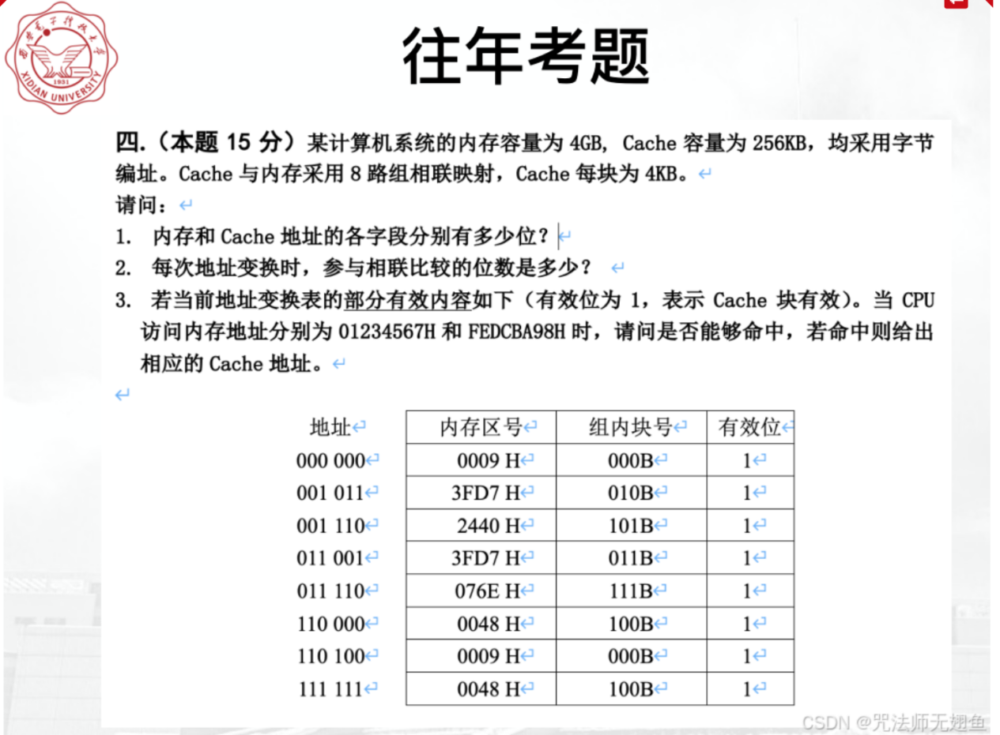 西安电子科技大学
1931
XIDIAN UNIVERSITY
往年考题
四.（本题 15 分）某计算机系统的内存容量为 4GB, Cache 容量为 256KB，均采用字节
编址。Cache 与内存采用 8 路组相联映射，Cache 每块为 4KB。↵
请问：↵
1. 内存和 Cache 地址的各字段分别有多少位？↵
2. 每次地址变换时，参与相联比较的位数是多少？ ↵
3. 若当前地址变换表的部分有效内容如下（有效位为 1，表示 Cache 块有效）。当 CPU
访问内存地址分别为 01234567H 和 FEDCBA98H 时，请问是否能够命中，若命中则给出
相应的 Cache 地址。↵
↵
地址↵ 内存区号↵ 组内块号↵ 有效位↵
000 000↵ 0009 H↵ 000B↵ 1↵
001 011↵ 3FD7 H↵ 010B↵ 1↵
001 110↵ 2440 H↵ 101B↵ 1↵
011 001↵ 3FD7 H↵ 011B↵ 1↵
011 110↵ 076E H↵ 111B↵ 1↵
110 000↵ 0048 H↵ 100B↵ 1↵
110 100↵ 0009 H↵ 000B↵ 1↵
111 111↵ 0048 H↵ 100B↵ 1↵
CSDN @咒法师无翅鱼